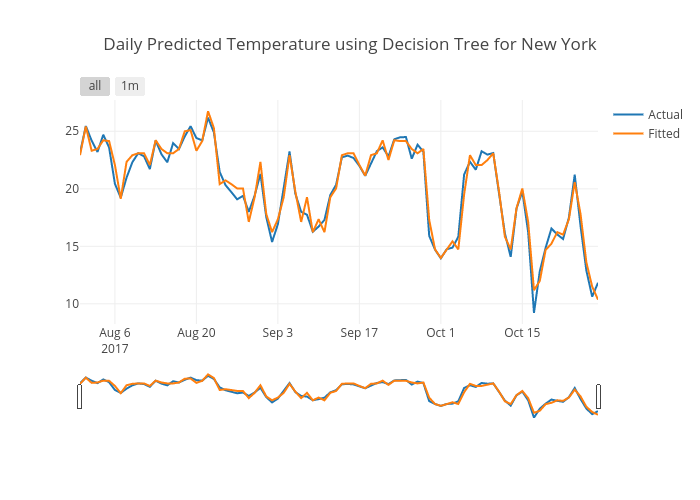 Daily Predicted Temperature using Decision Tree for New York
all 1m
Actual
Fitted
25
20
15
10
Aug 6 Aug 20 Sep 3 Sep 17 Oct 1 Oct 15
2017